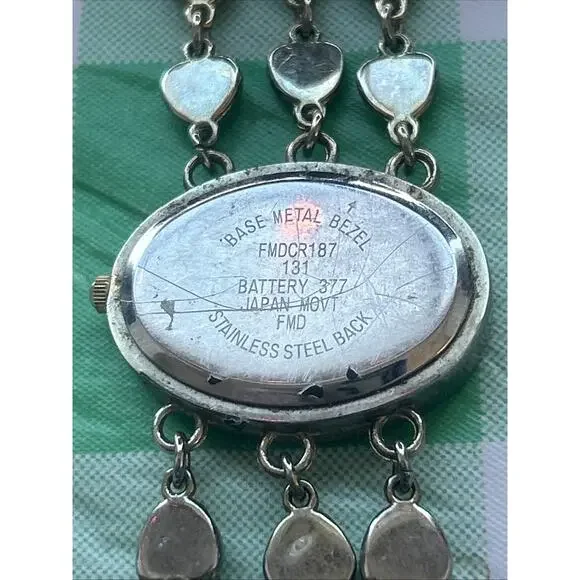 BASE METAL BEZEL
FMDCR187
131
BATTERY 377
JAPAN MOVT
FMD
STAINLESS STEEL BACK